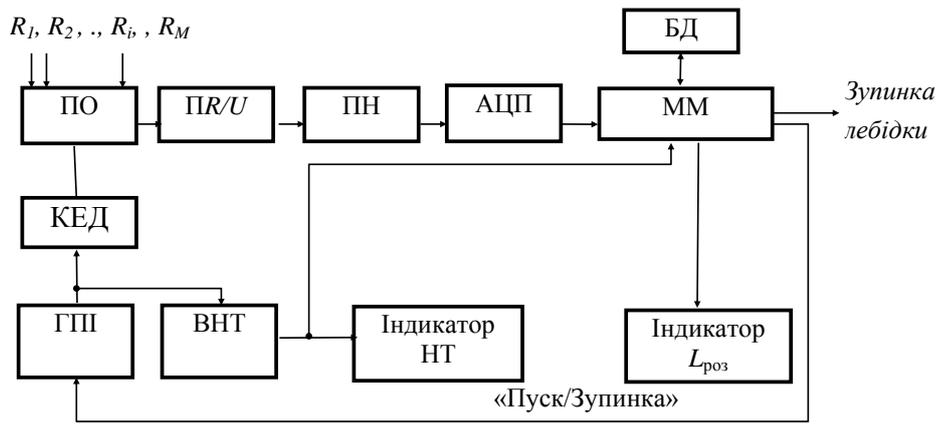 R1, R2 , ., Ri, , RM
БД
ПО
ПR/U
ПН
АЦП
ММ
Зупинка
лебідки
КЕД
ГПІ
ВНТ
Індикатор
НТ
Індикатор
Lроз
«Пуск/Зупинка»